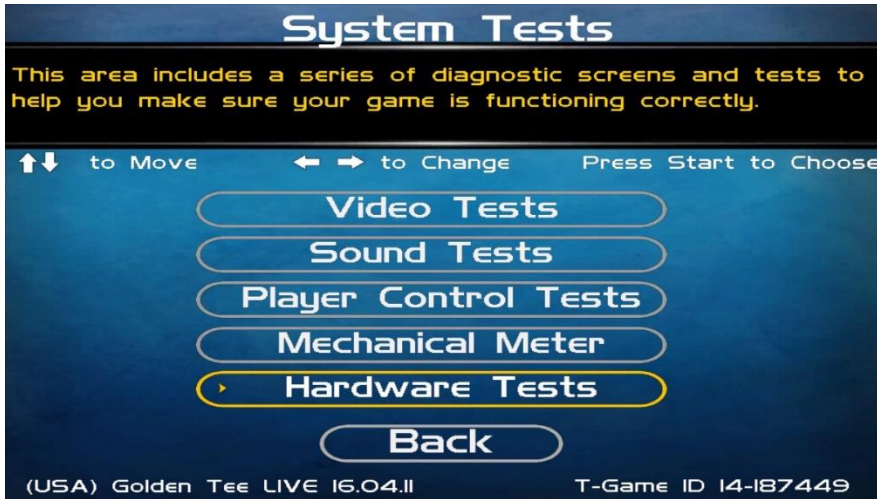 System Tests
This area includes a series of diagnostic screens and tests to
help you make sure your game is functioning correctly.
to Move to Change Press Start to Choose
Video Tests
Sound Tests
Player Control Tests
Mechanical Meter
Hardware Tests
Back
(USA) Golden Tee LIVE 16.04.11 T-Game ID 14-187449